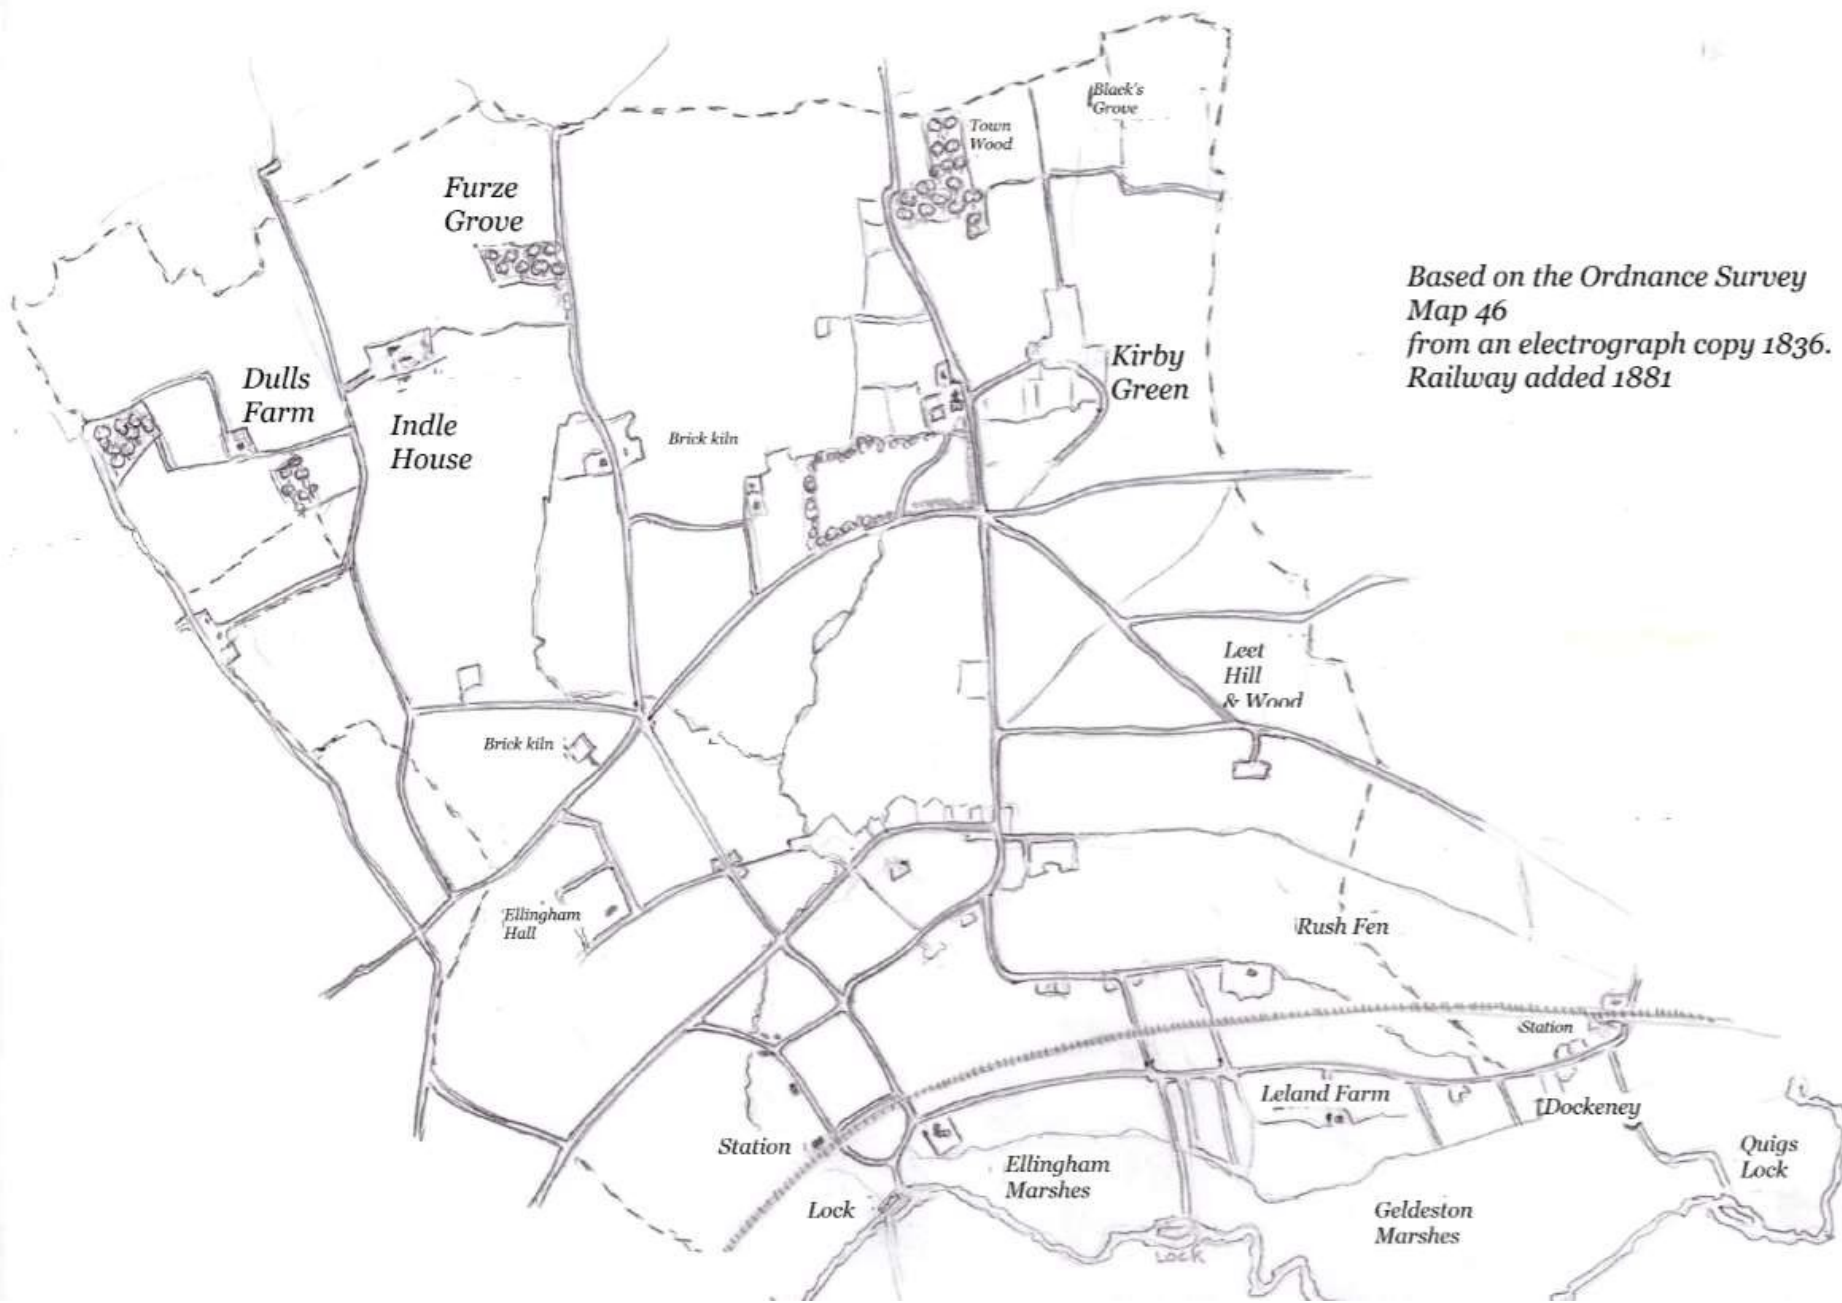 Black's
Grove
Town
Wood
Furze
Grove
Based on the Ordnance Survey
Map 46
from an electrograph copy 1836.
Railway added 1881
Kirby
Green
Dulls
Farm
Indle
House
Brick kiln
Leet
Hill
& Wood
Brick kiln
Ellingham
Hall
Rush Fen
Station
Leland Farm
Dockeney
Station
Ellingham
Marshes
Quigs
Lock
Lock
Geldeston
Marshes
Lock